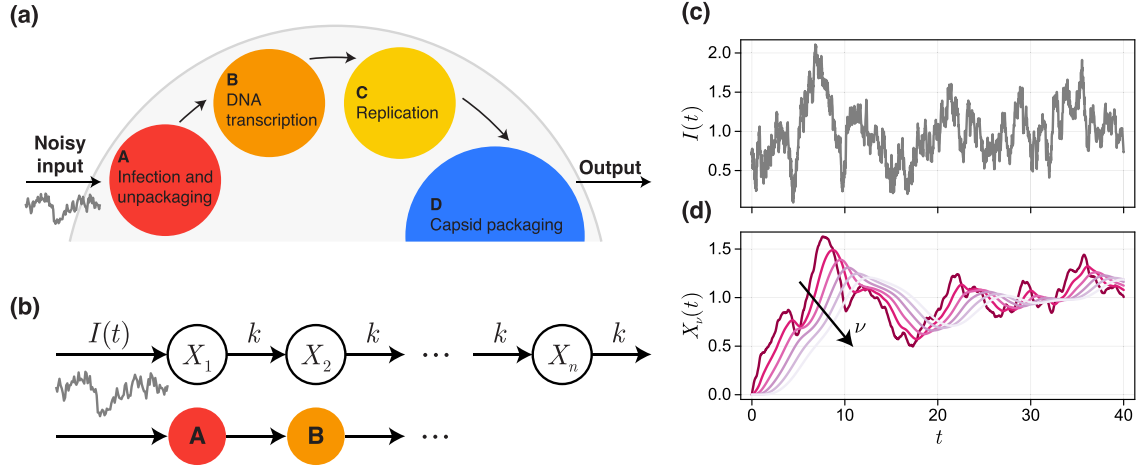 (a)
Noisy
input
A
Infection and
unpackaging
B
DNA
transcription
C
Replication
D
Capsid packaging
Output
(b)
I(t)
X₁
k
X₂
k
...
k
Xₙ
k
A
B
...
(c)
I(t)
2.0
1.5
1.0
0.5
(d)
X_ν(t)
1.5
1.0
0.5
0.0
ν
0
10
20
30
40
t